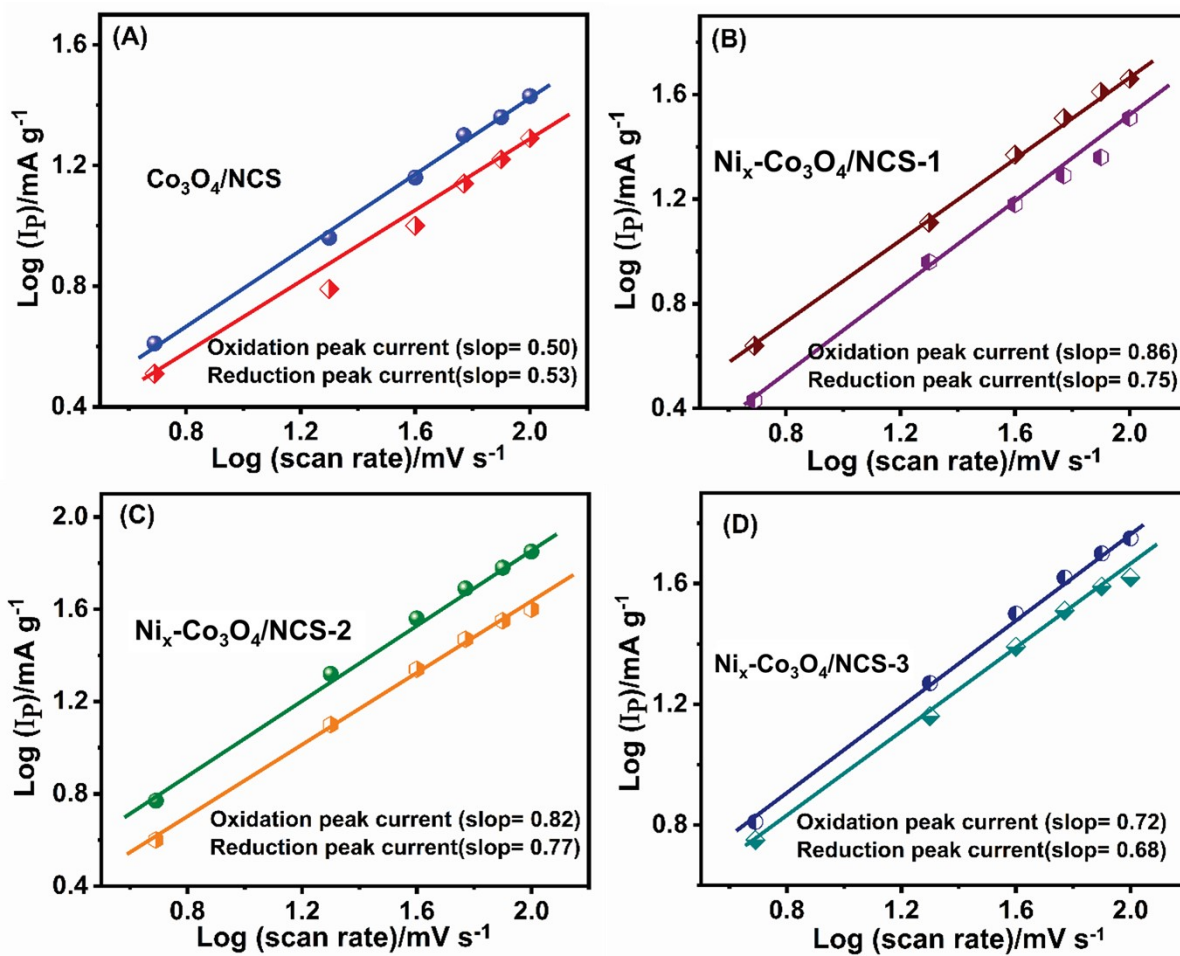 (A)
Co₃O₄/NCS
Oxidation peak current (slop= 0.50)
Reduction peak current(slop= 0.53)
Log (IP)/mA g⁻¹
1.6
1.2
0.8
0.4
0.8
1.2
1.6
2.0
Log (scan rate)/mV s⁻¹
(B)
Niₓ-Co₃O₄/NCS-1
Oxidation peak current (slop= 0.86)
Reduction peak current(slop= 0.75)
Log (IP)/mA g⁻¹
1.6
1.2
0.8
0.4
0.8
1.2
1.6
2.0
Log (scan rate)/mV s⁻¹
(C)
Niₓ-Co₃O₄/NCS-2
Oxidation peak current (slop= 0.82)
Reduction peak current(slop= 0.77)
Log (IP)/mA g⁻¹
2.0
1.6
1.2
0.8
0.4
0.8
1.2
1.6
2.0
Log (scan rate)/mV s⁻¹
(D)
Niₓ-Co₃O₄/NCS-3
Oxidation peak current (slop= 0.72)
Reduction peak current(slop= 0.68)
Log (IP)/mA g⁻¹
1.6
1.2
0.8
0.8
1.2
1.6
2.0
Log (scan rate)/mV s⁻¹